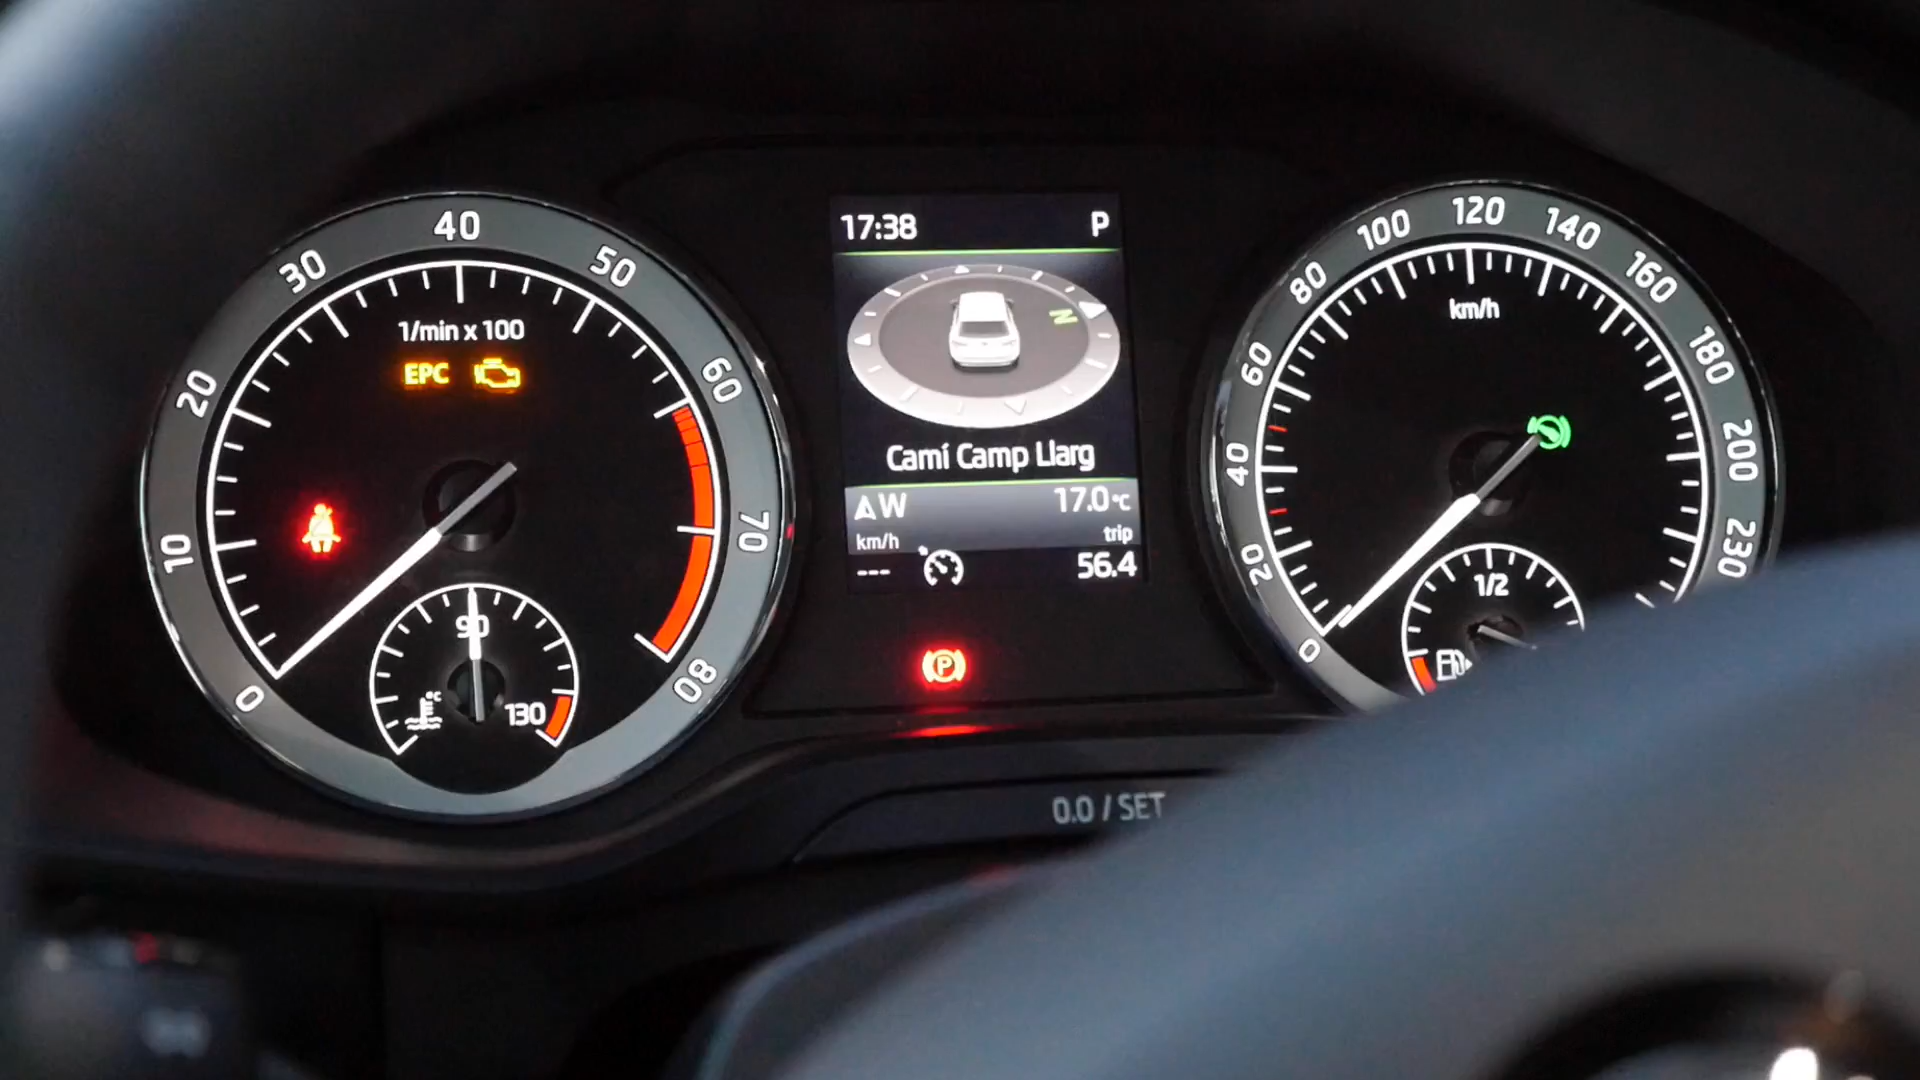 0
10
20
30
40
50
60
70
80
1/min x 100
EPC
90
130
°C
17:38 P
N
Camí Camp Llarg
W 17.0°C
km/h trip
--- 56.4
P
0.0 / SET
0
20
40
60
80
100
120
140
160
180
200
230
km/h
1/2